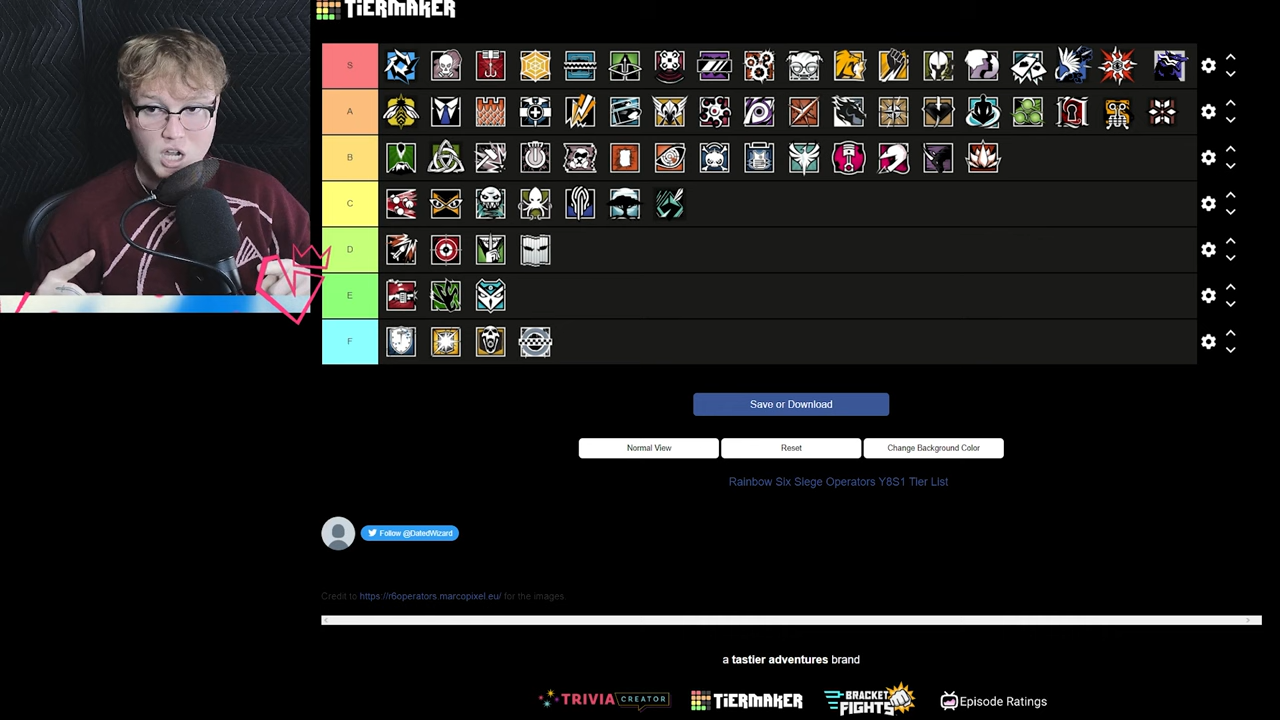 TIERMAKER
S
A
B
C
D
E
F
Save or Download
Normal View
Reset
Change Background Color
Rainbow Six Siege Operators Y8S1 Tier List
Follow @DatedWizard
Credit to https://r6operators.marcopixel.eu/ for the images.
a tastier adventures brand
TRIVIA CREATOR
TIERMAKER
BRACKET FIGHTS
Episode Ratings